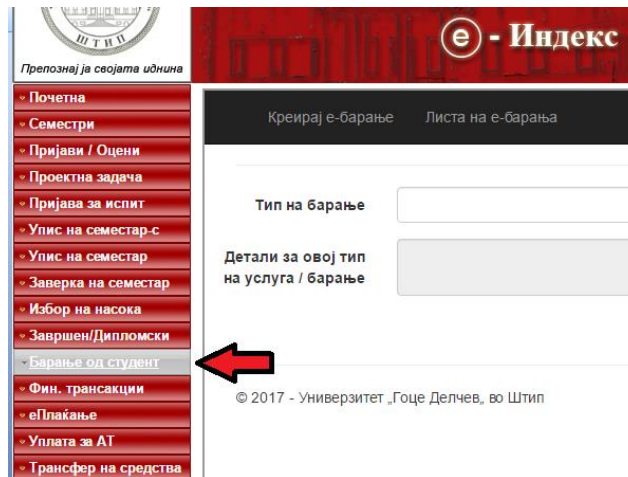 ШТИП
Препознај ја својата иднина
е - Индекс
Почетна
Семестри
Пријави / Оцени
Проектна задача
Пријава за испит
Упис на семестар-с
Упис на семестар
Заверка на семестар
Избор на насока
Завршен/Дипломски
Барање од студент
Фин. трансакции
еПлаќање
Уплата за АТ
Трансфер на средства
Креирај е-барање Листа на е-барања
Тип на барање
Детали за овој тип
на услуга / барање
© 2017 - Универзитет „Гоце Делчев„ во Штип